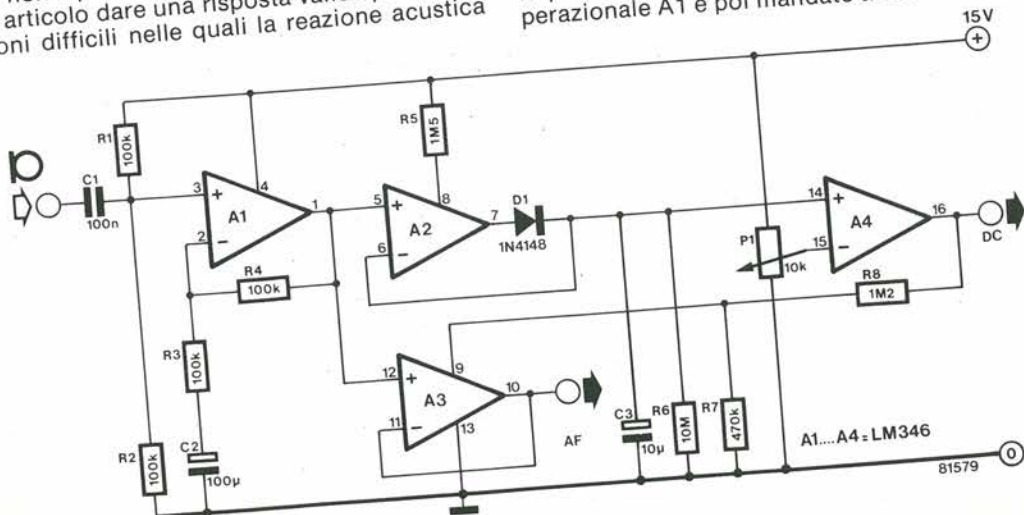 articolo dare una risposta
oni difficili nelle quali la reazione acustica
perazionale A1 e poi mandato
15V
+
R1
100k
C1
100n
3
+
4
A1
1
2
−
R4
100k
R3
100k
C2
100µ
R2
100k
R5
1M5
5
+
8
A2
7
6
−
D1
1N4148
12
+
9
A3
10
11
−
13
AF
C3
10µ
R6
10M
R7
470k
P1
10k
14
+
A4
16
15
−
DC
R8
1M2
A1....A4=LM346
81579
0